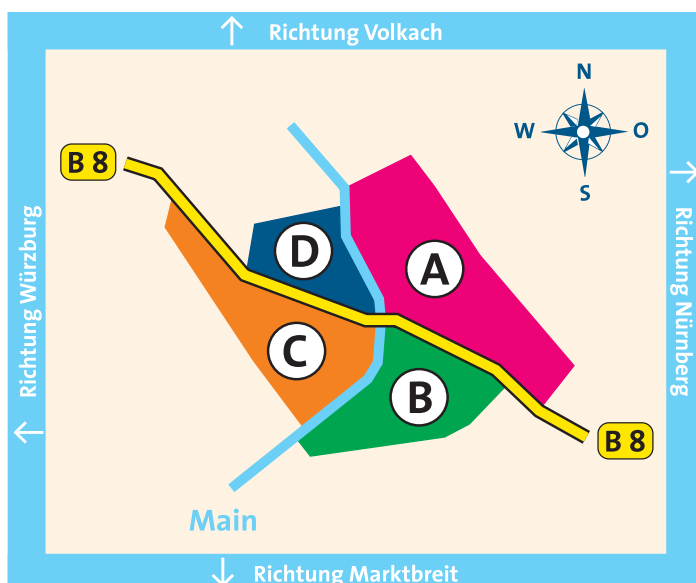 Richtung Volkach
N
W
O
S
B 8
Richtung Würzburg
Richtung Nürnberg
D
A
C
B
B 8
Main
Richtung Marktbreit